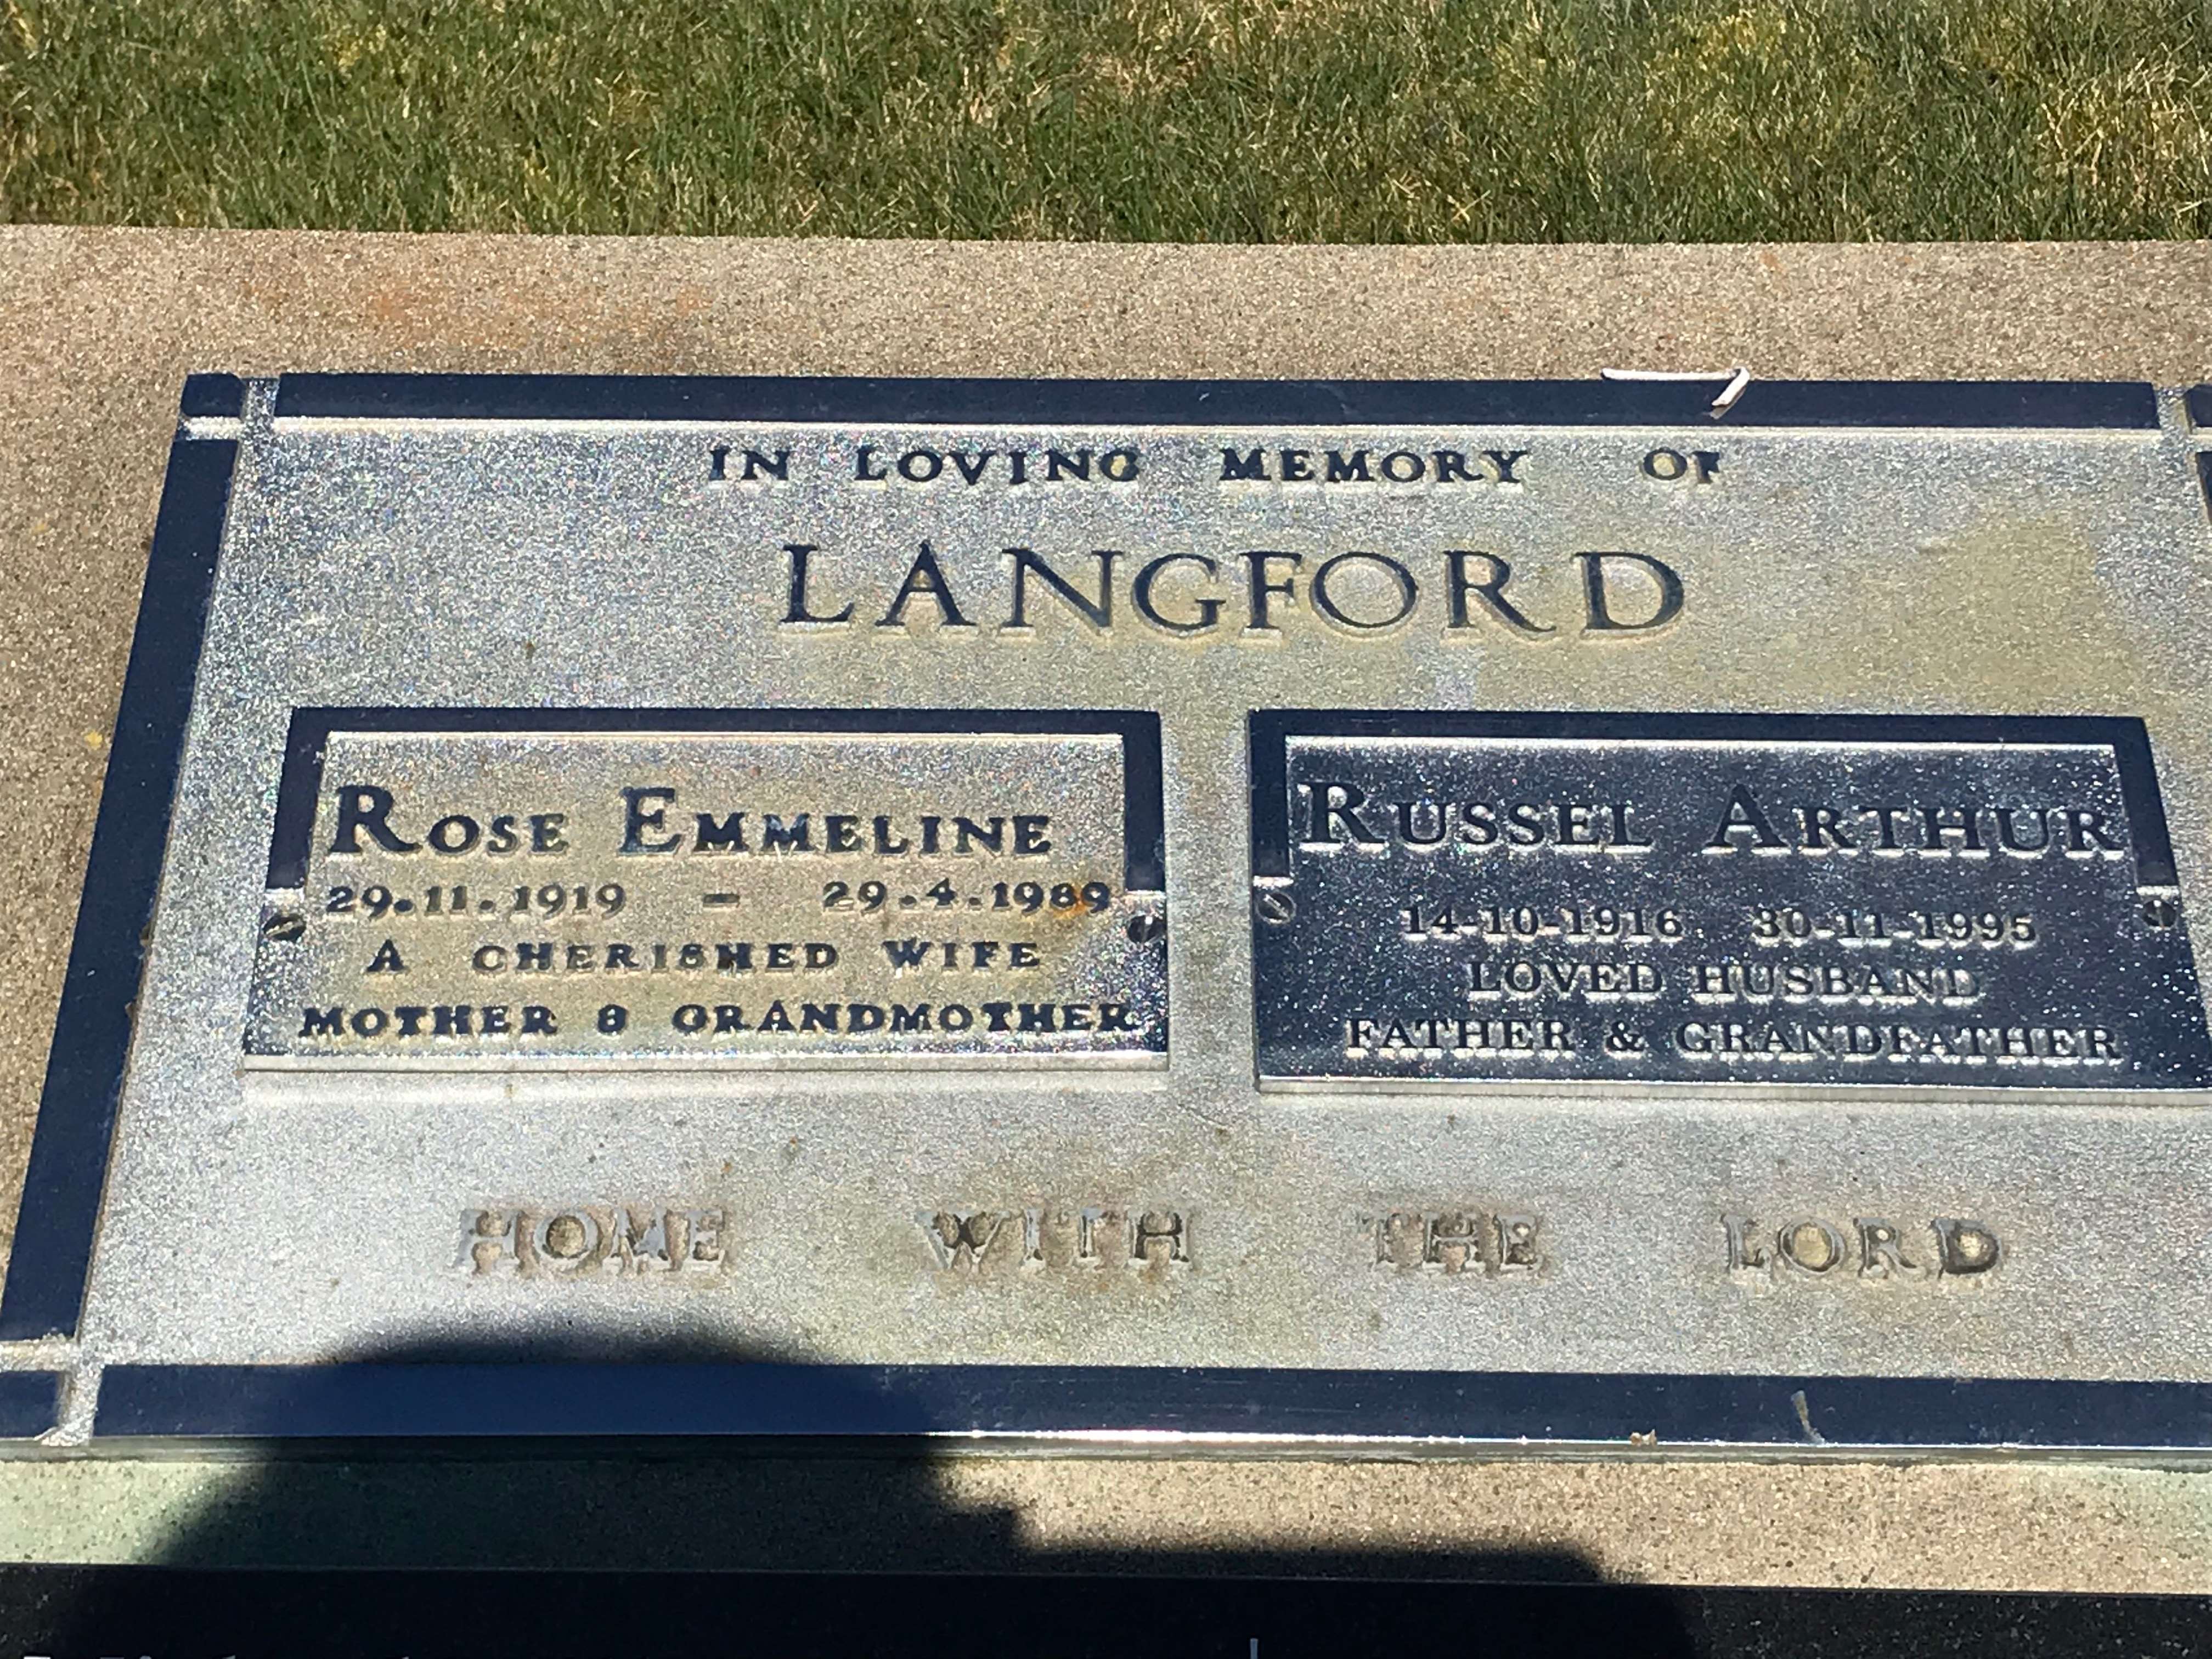 IN LOVING MEMORY OF
LANGFORD
ROSE EMMELINE
29.11.1919 - 29.4.1989
A CHERISHED WIFE
MOTHER & GRANDMOTHER
RUSSEL ARTHUR
14-10-1916 30-11-1995
LOVED HUSBAND
FATHER & GRANDFATHER
HOME WITH THE LORD